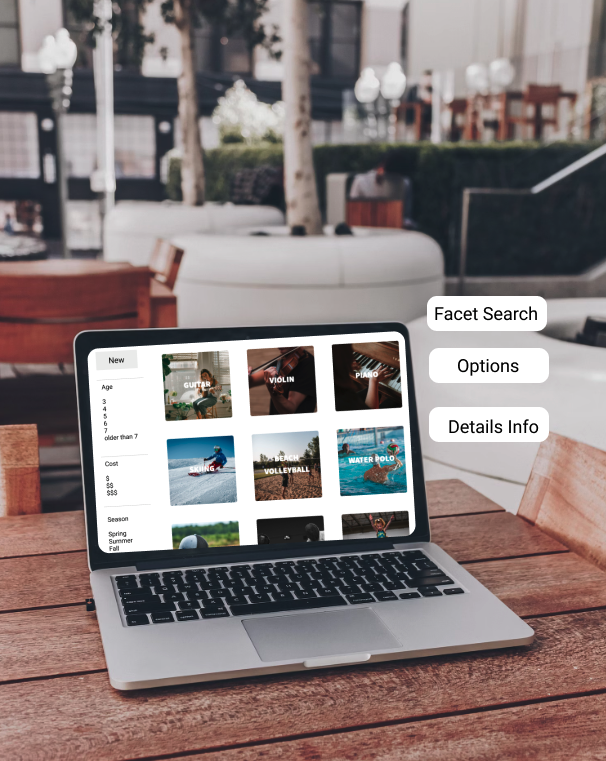 New
Age
3
4
5
6
7
older than 7
Cost
$
$$
$$$
Season
Spring
Summer
Fall
GUITAR
VIOLIN
PIANO
SKIING
BEACH
VOLLEYBALL
WATER POLO
Facet Search
Options
Details Info